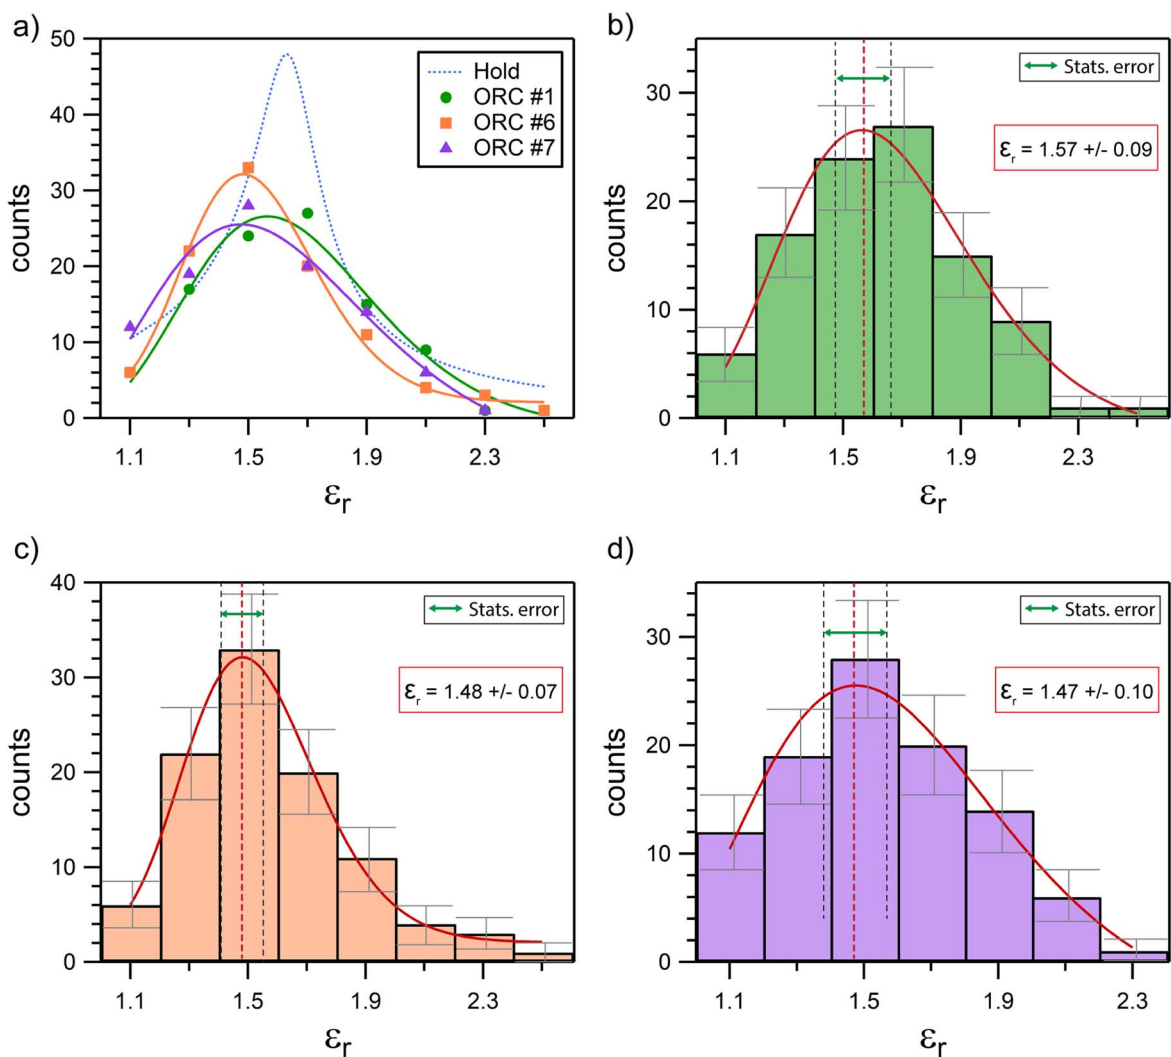 a)
50
40
30
20
10
0
counts
Hold
ORC #1
ORC #6
ORC #7
1.1 1.5 1.9 2.3
εr
b)
30
20
10
0
counts
Stats. error
εr = 1.57 +/- 0.09
1.1 1.5 1.9 2.3
εr
c)
40
30
20
10
0
counts
Stats. error
εr = 1.48 +/- 0.07
1.1 1.5 1.9 2.3
εr
d)
30
20
10
0
counts
Stats. error
εr = 1.47 +/- 0.10
1.1 1.5 1.9 2.3
εr